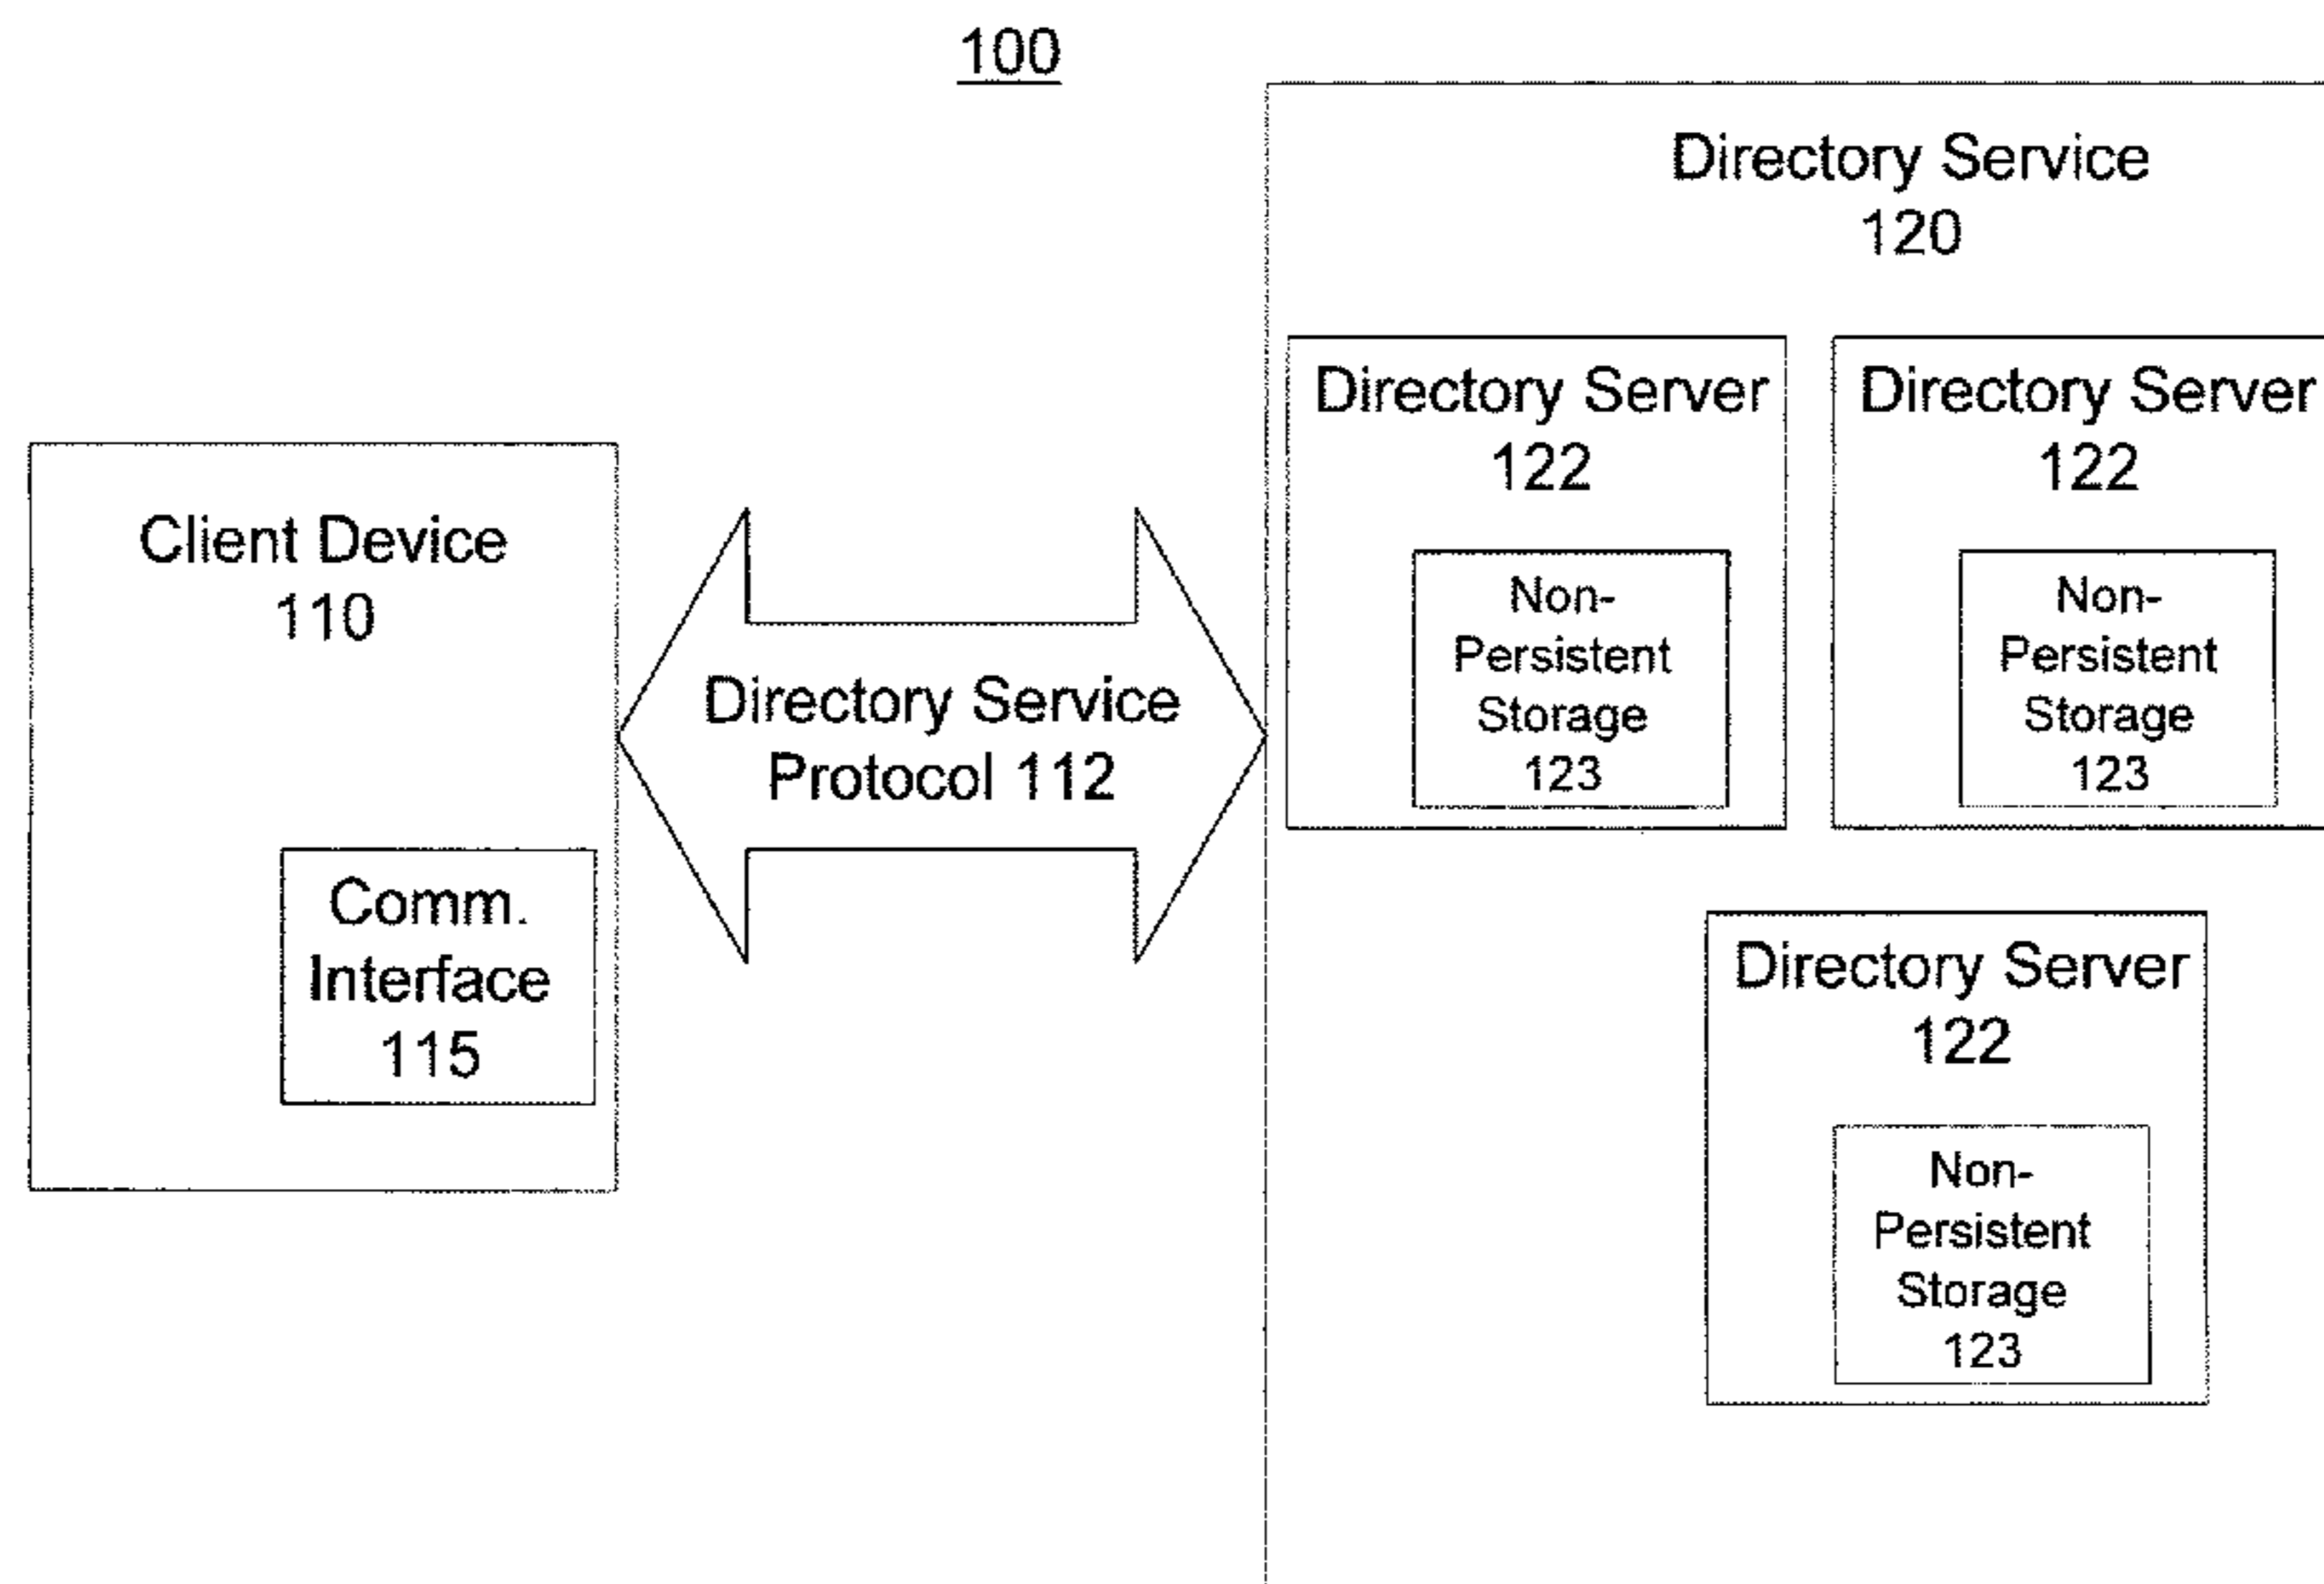 100
Directory Service
120
Directory Server
122
Non-
Persistent
Storage
123
Directory Server
122
Non-
Persistent
Storage
123
Client Device
110
Comm.
Interface
115
Directory Service
Protocol 112
Directory Server
122
Non-
Persistent
Storage
123